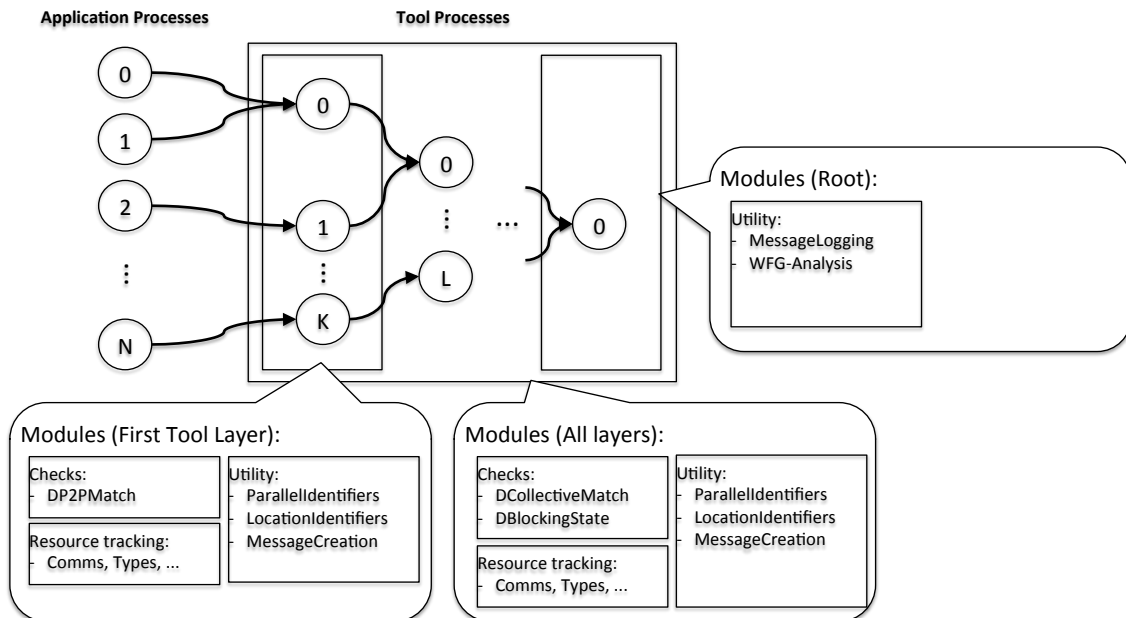 Application Processes
Tool Processes
0
1
2
⋮
N
0
1
⋮
K
0
⋮
L
...
0
Modules (Root):
Utility:
- MessageLogging
- WFG-Analysis
Modules (First Tool Layer):
Checks:
- DP2PMatch
Resource tracking:
- Comms, Types, ...
Utility:
- ParallelIdentifiers
- LocationIdentifiers
- MessageCreation
Modules (All layers):
Checks:
- DCollectiveMatch
- DBlockingState
Resource tracking:
- Comms, Types, ...
Utility:
- ParallelIdentifiers
- LocationIdentifiers
- MessageCreation